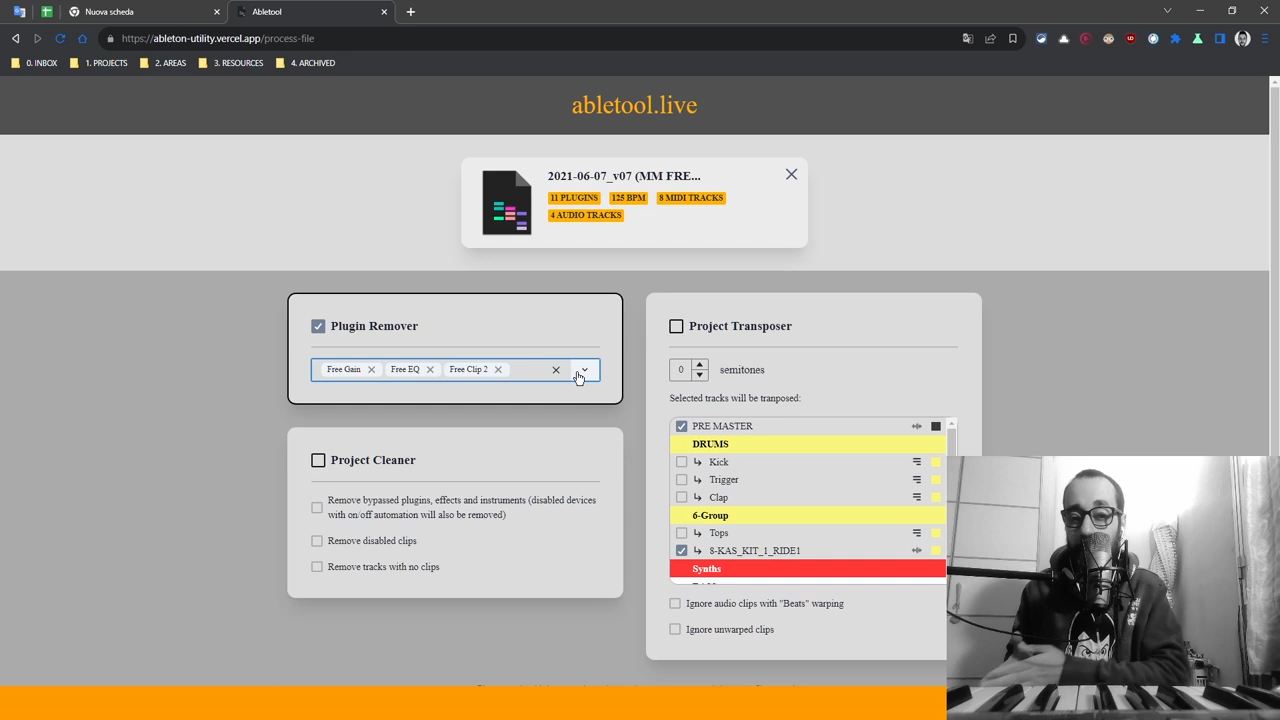 Nuova scheda
Abletool
https://ableton-utility.vercel.app/process-file
0. INBOX
1. PROJECTS
2. AREAS
3. RESOURCES
4. ARCHIVED
abletool.live
2021-06-07_v07 (MM FRE...
11 PLUGINS 125 BPM 8 MIDI TRACKS
4 AUDIO TRACKS
Plugin Remover
Free Gain Free EQ Free Clip 2
Project Cleaner
Remove bypassed plugins, effects and instruments (disabled devices
with on/off automation will also be removed)
Remove disabled clips
Remove tracks with no clips
Project Transposer
0 semitones
Selected tracks will be tranposed:
PRE MASTER
DRUMS
Kick
Trigger
Clap
6-Group
Tops
8-KAS_KIT_1_RIDE1
Synths
Ignore audio clips with "Beats" warping
Ignore unwarped clips